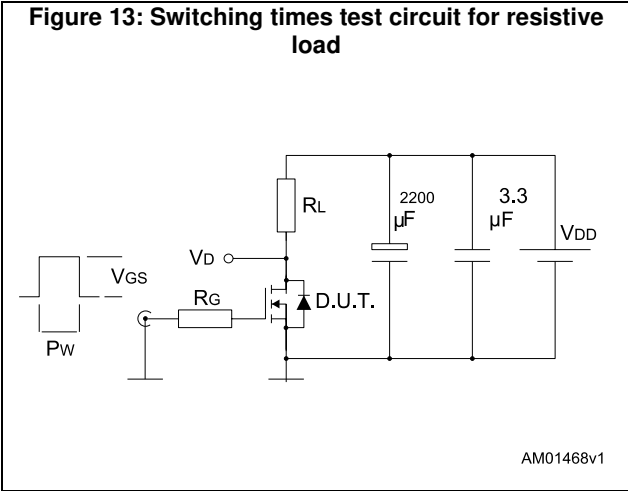 Figure 13: Switching times test circuit for resistive
load
2200
μF
3.3
μF
VDD
RL
VD
VGS
RG
D.U.T.
PW
AM01468v1